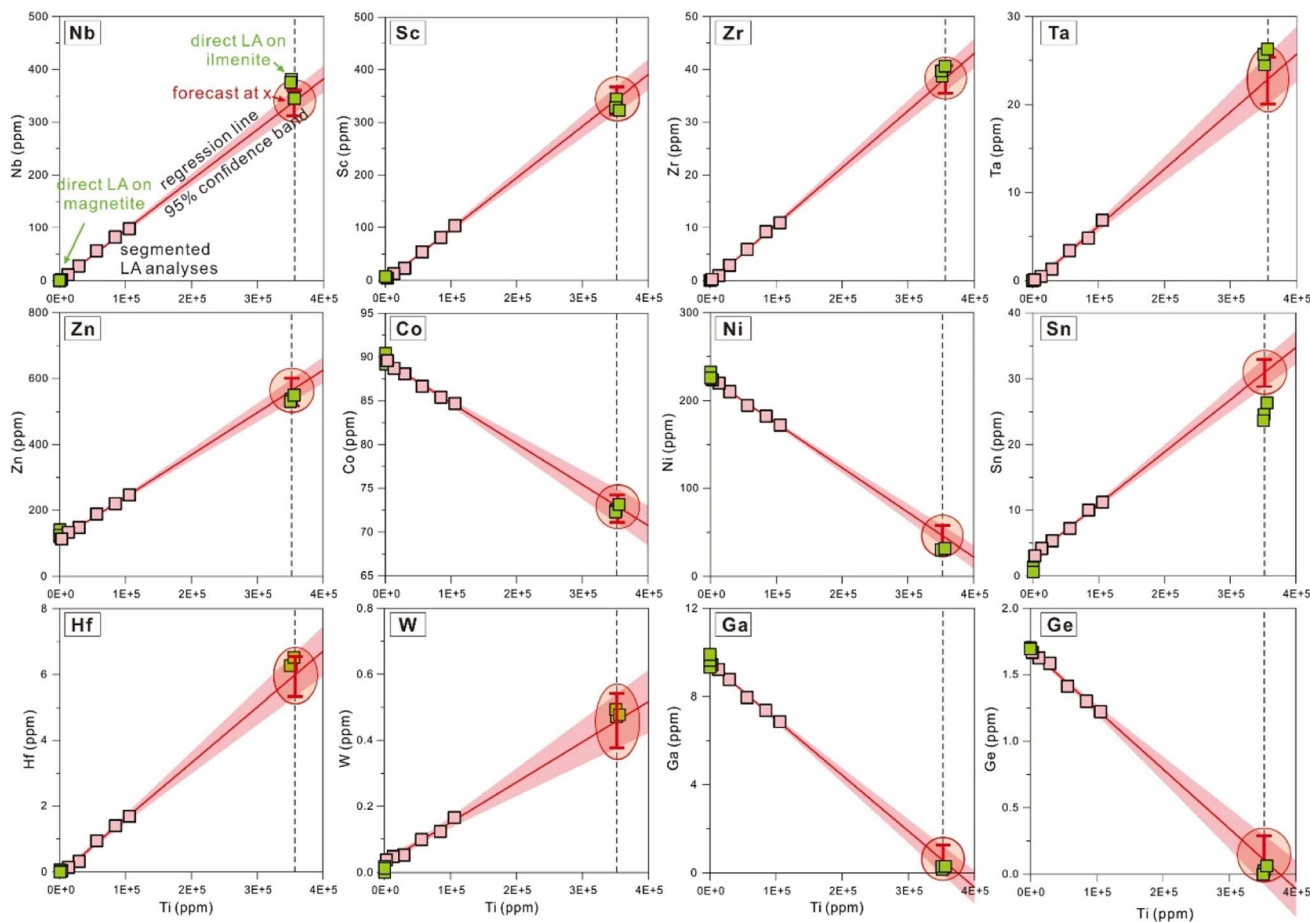 Nb
Nb (ppm)
500
400
300
200
100
0
direct LA on
ilmenite
forecast at x
regression line
95% confidence band
direct LA on
magnetite
segmented
LA analyses
0E+0 1E+5 2E+5 3E+5 4E+5
Sc
Sc (ppm)
500
400
300
200
100
0
0E+0 1E+5 2E+5 3E+5 4E+5
Zr
Zr (ppm)
50
40
30
20
10
0
0E+0 1E+5 2E+5 3E+5 4E+5
Ta
Ta (ppm)
30
20
10
0
0E+0 1E+5 2E+5 3E+5 4E+5
Zn
Zn (ppm)
800
600
400
200
0
0E+0 1E+5 2E+5 3E+5 4E+5
Co
Co (ppm)
95
90
85
80
75
70
65
0E+0 1E+5 2E+5 3E+5 4E+5
Ni
Ni (ppm)
300
200
100
0
0E+0 1E+5 2E+5 3E+5 4E+5
Sn
Sn (ppm)
40
30
20
10
0
0E+0 1E+5 2E+5 3E+5 4E+5
Hf
Hf (ppm)
8
6
4
2
0
0E+0 1E+5 2E+5 3E+5 4E+5
Ti (ppm)
W
W (ppm)
0.8
0.6
0.4
0.2
0.0
0E+0 1E+5 2E+5 3E+5 4E+5
Ti (ppm)
Ga
Ga (ppm)
12
8
4
0
0E+0 1E+5 2E+5 3E+5 4E+5
Ti (ppm)
Ge
Ge (ppm)
2.0
1.5
1.0
0.5
0.0
0E+0 1E+5 2E+5 3E+5 4E+5
Ti (ppm)